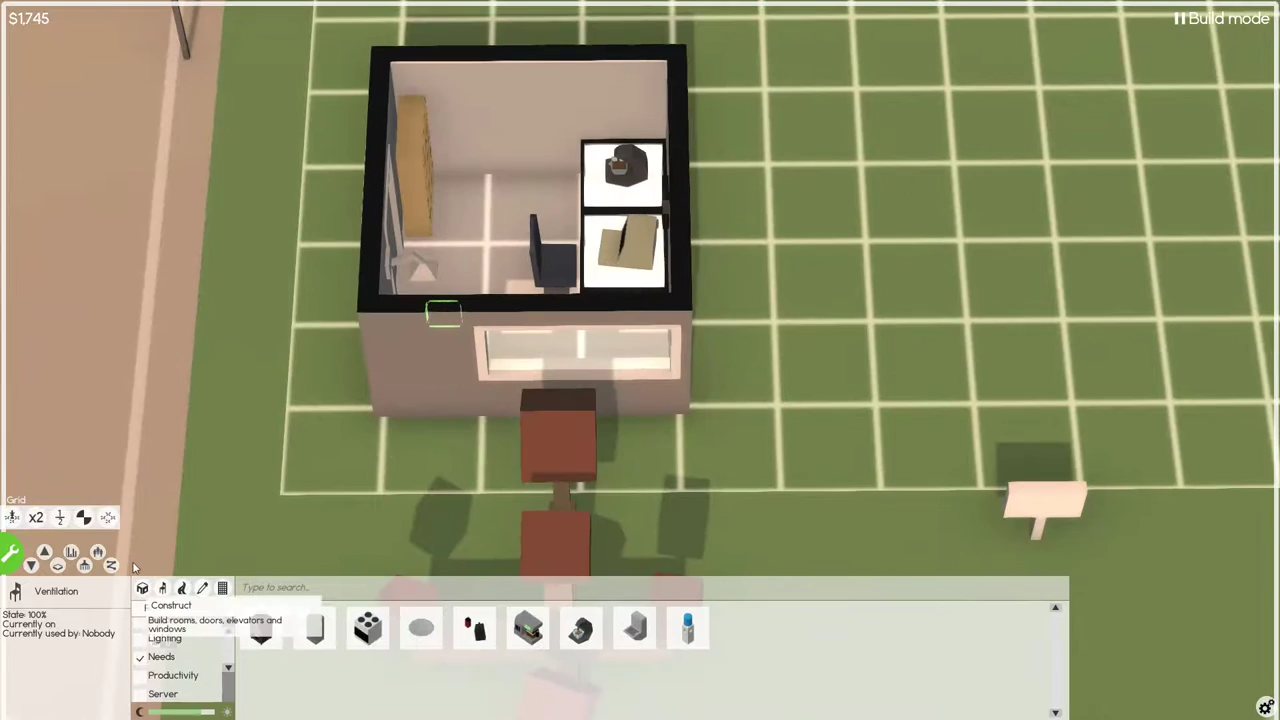 $1,745
Build mode
Grid
x2
Ventilation
State: 100%
Currently on
Currently used by: Nobody
Type to search...
Construct
Build rooms, doors, elevators and
windows
Lighting
Needs
Productivity
Server